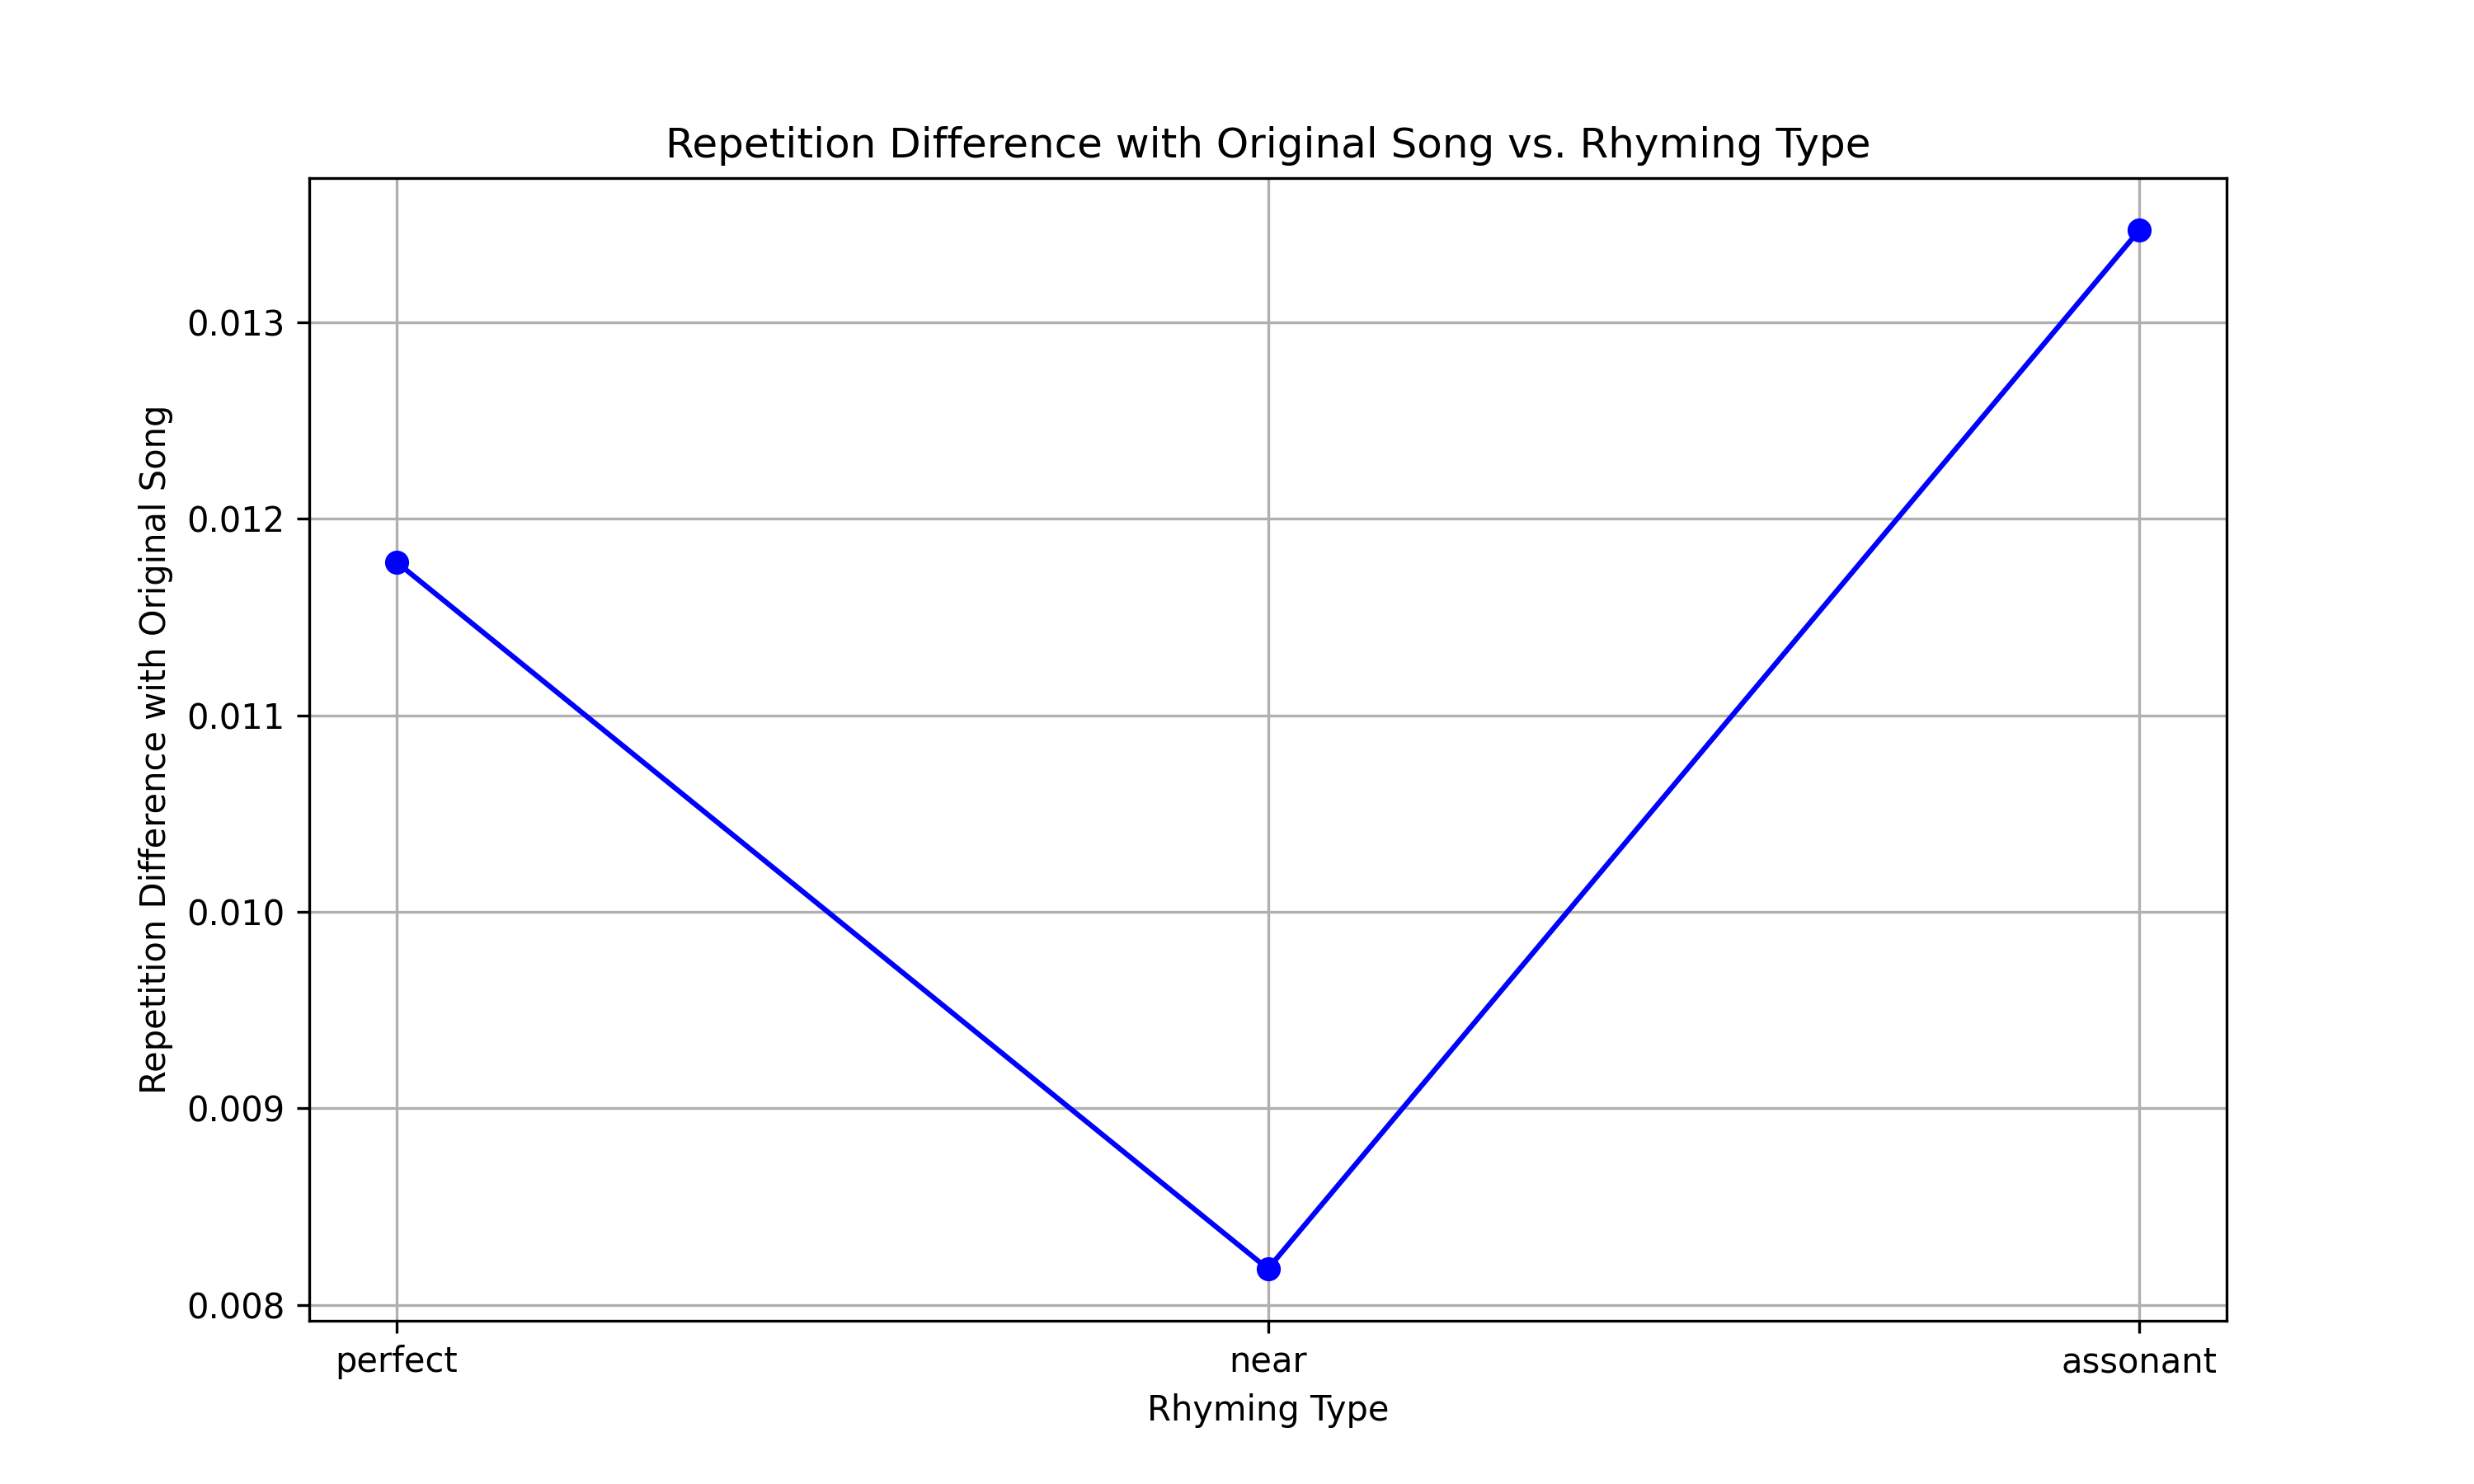 Repetition Difference with Original Song vs. Rhyming Type
Repetition Difference with Original Song
0.013
0.012
0.011
0.010
0.009
0.008
perfect near assonant
Rhyming Type